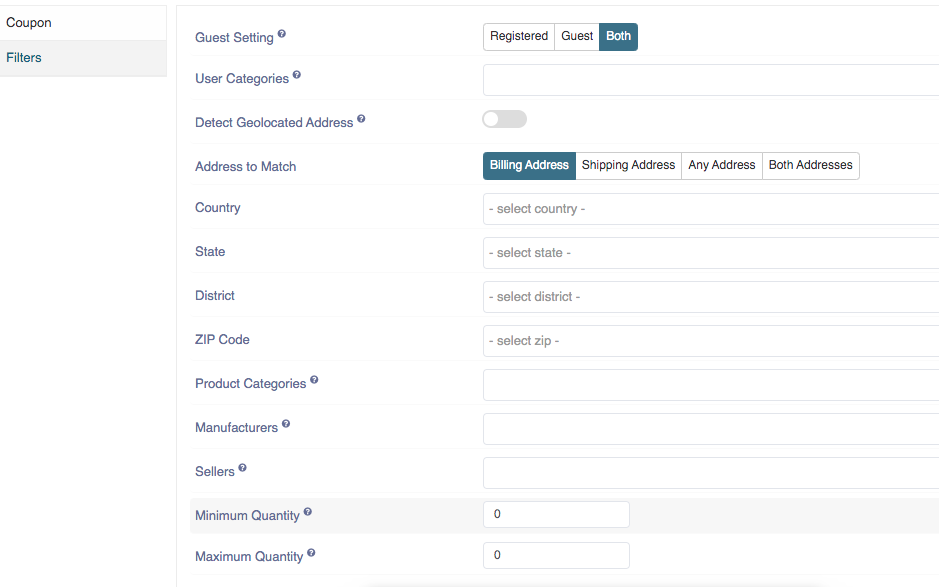 Coupon
Filters
Guest Setting ? Registered Guest Both
User Categories ?
Detect Geolocated Address ?
Address to Match Billing Address Shipping Address Any Address Both Addresses
Country - select country -
State - select state -
District - select district -
ZIP Code - select zip -
Product Categories ?
Manufacturers ?
Sellers ?
Minimum Quantity ? 0
Maximum Quantity ? 0